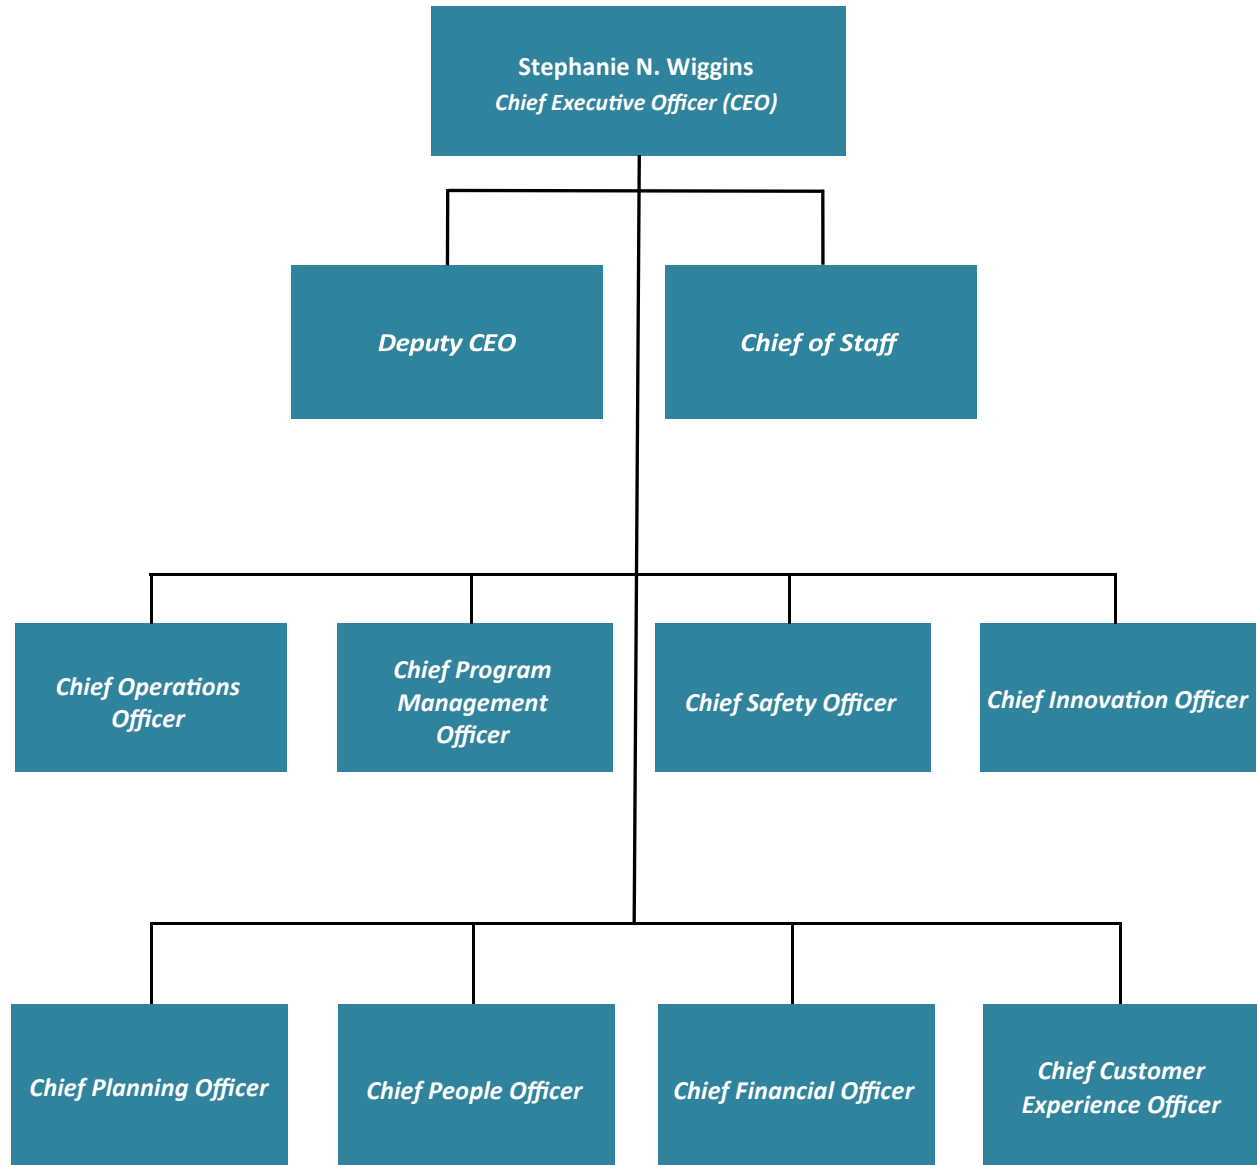 Stephanie N. Wiggins
Chief Executive Officer (CEO)
Deputy CEO
Chief of Staff
Chief Operations
Officer
Chief Program
Management
Officer
Chief Safety Officer
Chief Innovation Officer
Chief Planning Officer
Chief People Officer
Chief Financial Officer
Chief Customer
Experience Officer